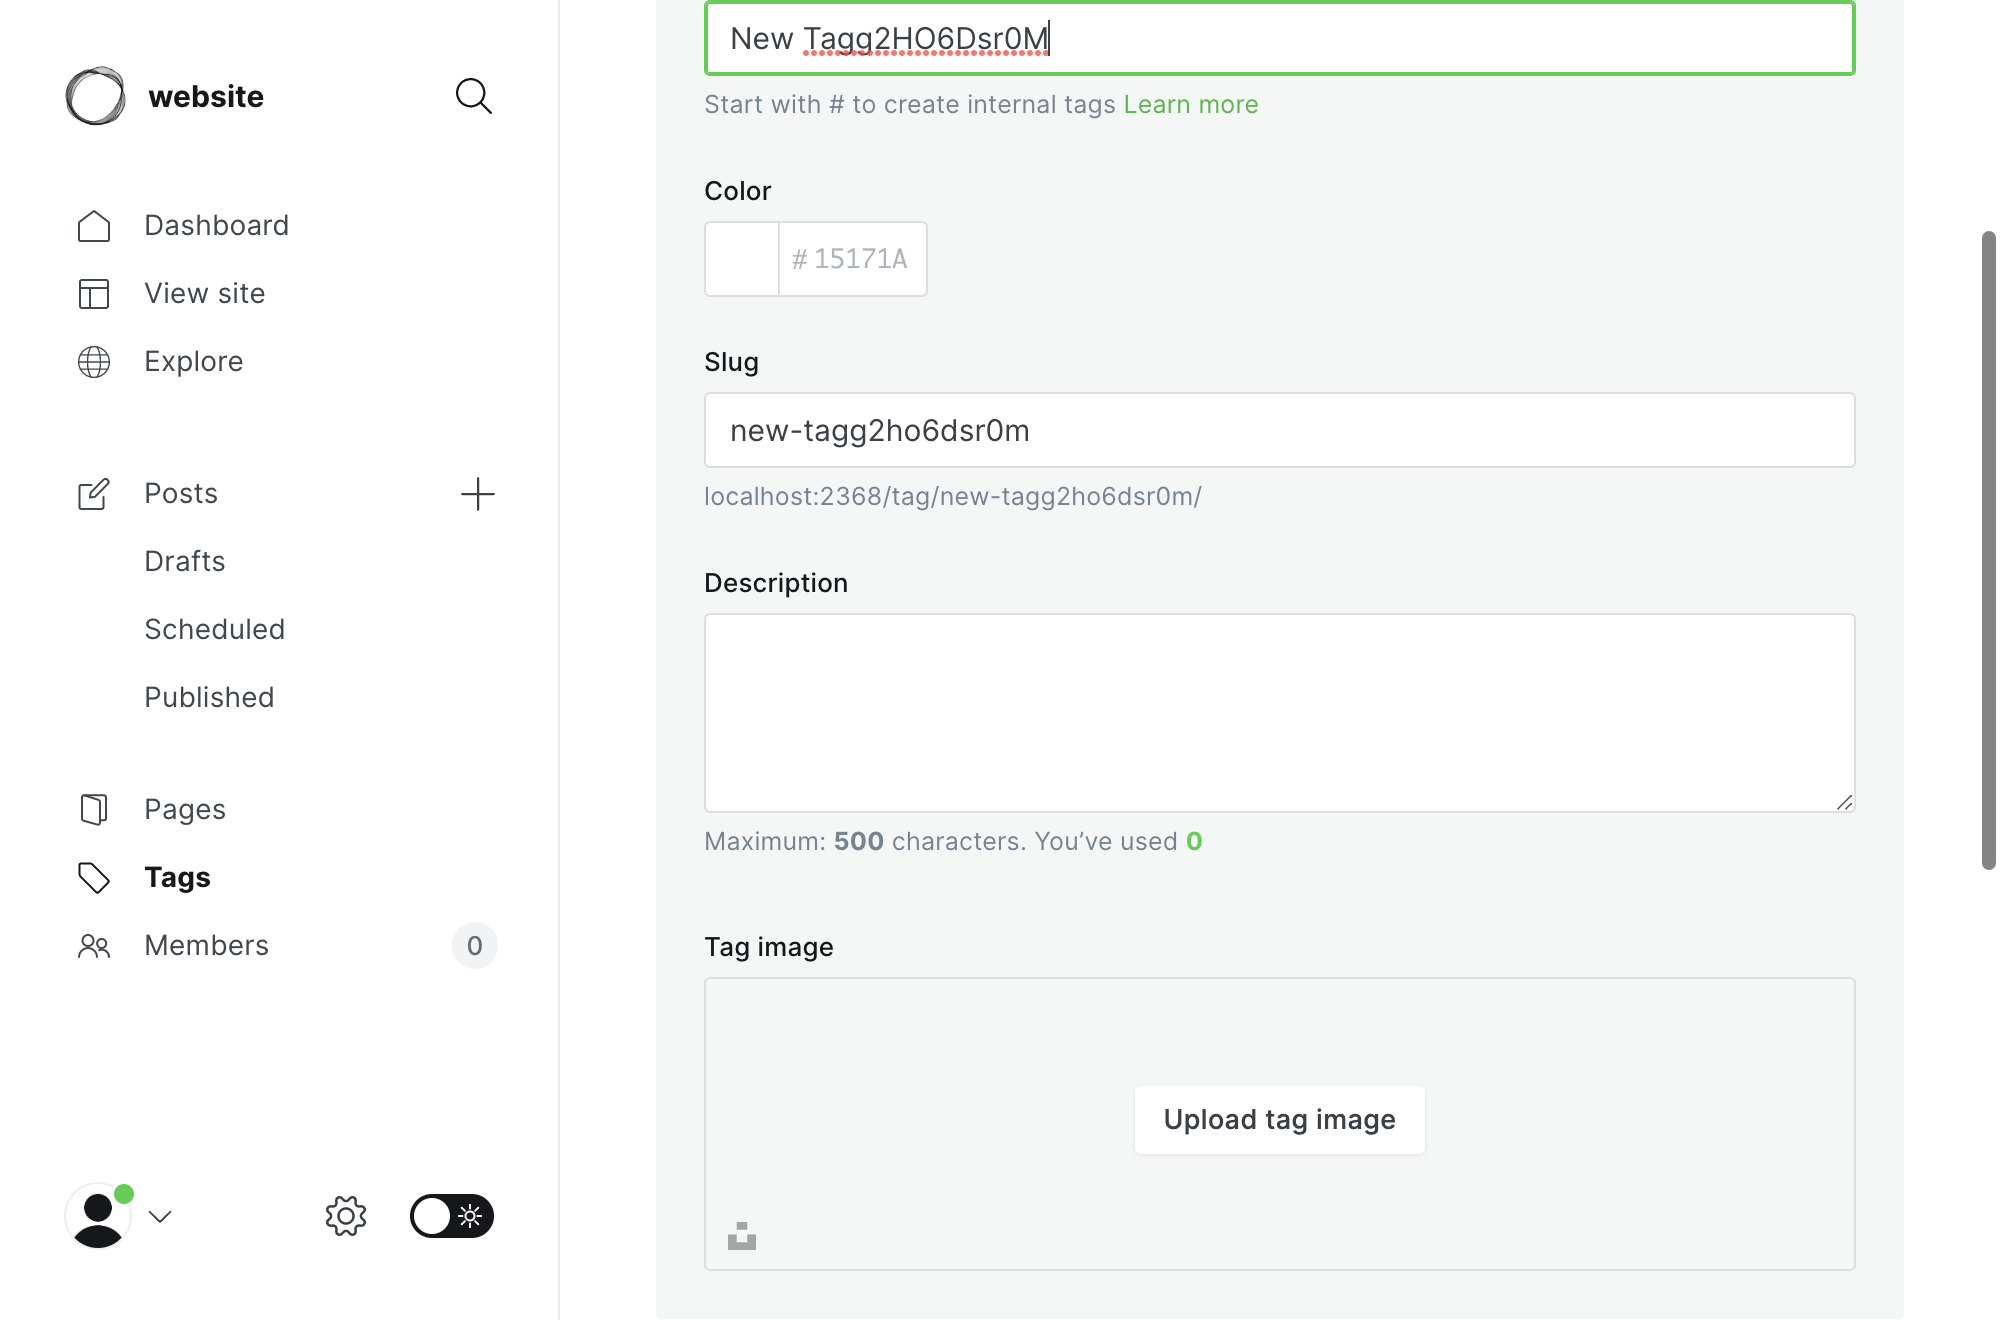 website
Dashboard
View site
Explore
Posts
Drafts
Scheduled
Published
Pages
Tags
Members 0
New Tagg2HO6Dsr0M
Start with # to create internal tags Learn more
Color
# 15171A
Slug
new-tagg2ho6dsr0m
localhost:2368/tag/new-tagg2ho6dsr0m/
Description
Maximum: 500 characters. You’ve used 0
Tag image
Upload tag image